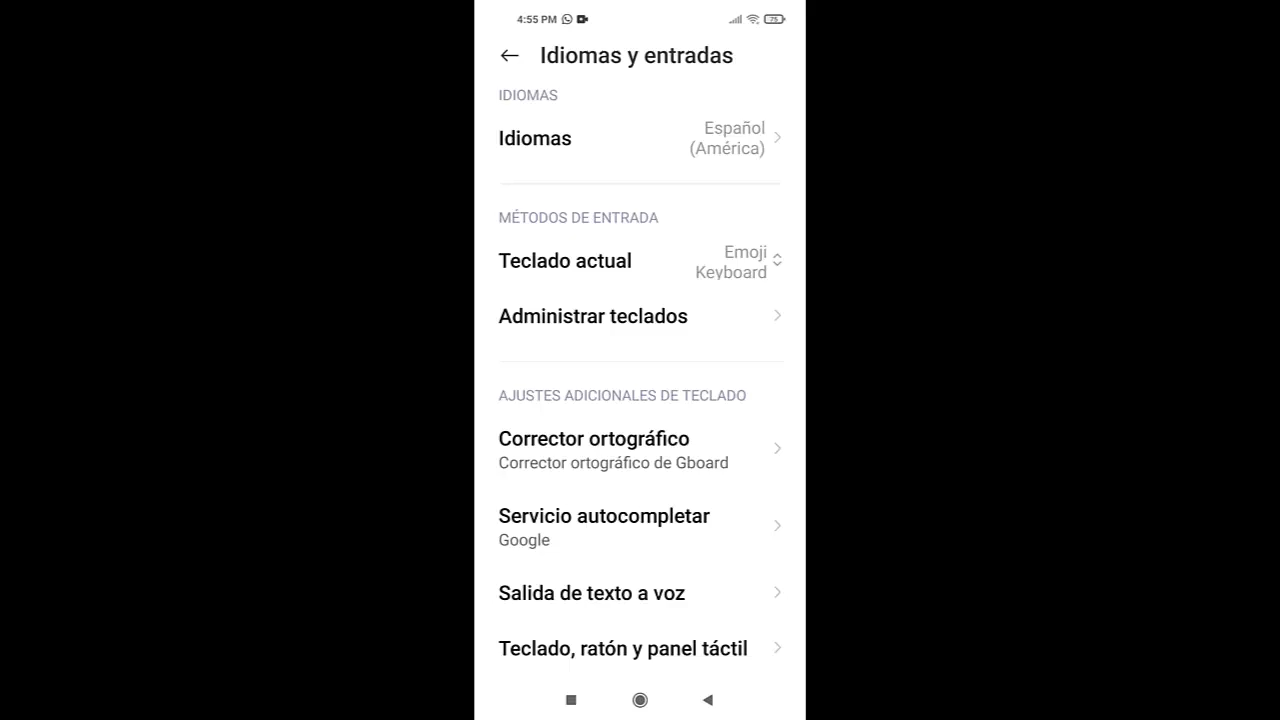 4:55 PM 75
Idiomas y entradas
IDIOMAS
Idiomas
Español
(América)
MÉTODOS DE ENTRADA
Teclado actual
Emoji
Keyboard
Administrar teclados
AJUSTES ADICIONALES DE TECLADO
Corrector ortográfico
Corrector ortográfico de Gboard
Servicio autocompletar
Google
Salida de texto a voz
Teclado, ratón y panel táctil